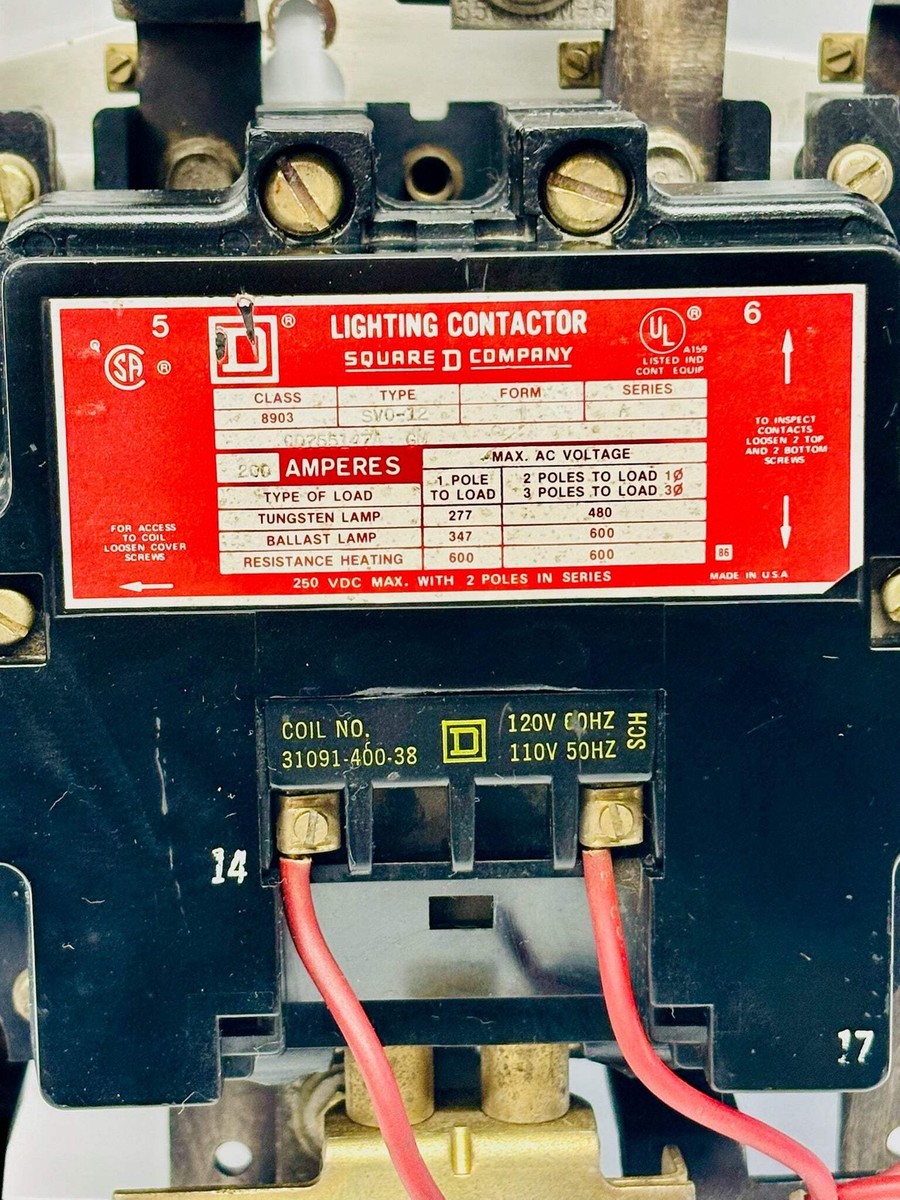 5
6
SA ®
D ®
LIGHTING CONTACTOR
SQUARE D COMPANY
UL ®
A159
LISTED IND
CONT EQUIP
CLASS TYPE FORM SERIES
8903 SVO-12
200 AMPERES
MAX. AC VOLTAGE
TYPE OF LOAD
1 POLE
TO LOAD
2 POLES TO LOAD 1Ø
3 POLES TO LOAD 3Ø
TUNGSTEN LAMP 277 480
BALLAST LAMP 347 600
RESISTANCE HEATING 600 600
250 VDC MAX. WITH 2 POLES IN SERIES
FOR ACCESS
TO COIL
LOOSEN COVER
SCREWS
TO INSPECT
CONTACTS
LOOSEN 2 TOP
AND 2 BOTTOM
SCREWS
86
MADE IN U.S.A
COIL NO.
31091-400-38
D
120V 60HZ
110V 50HZ
SCH
14
17